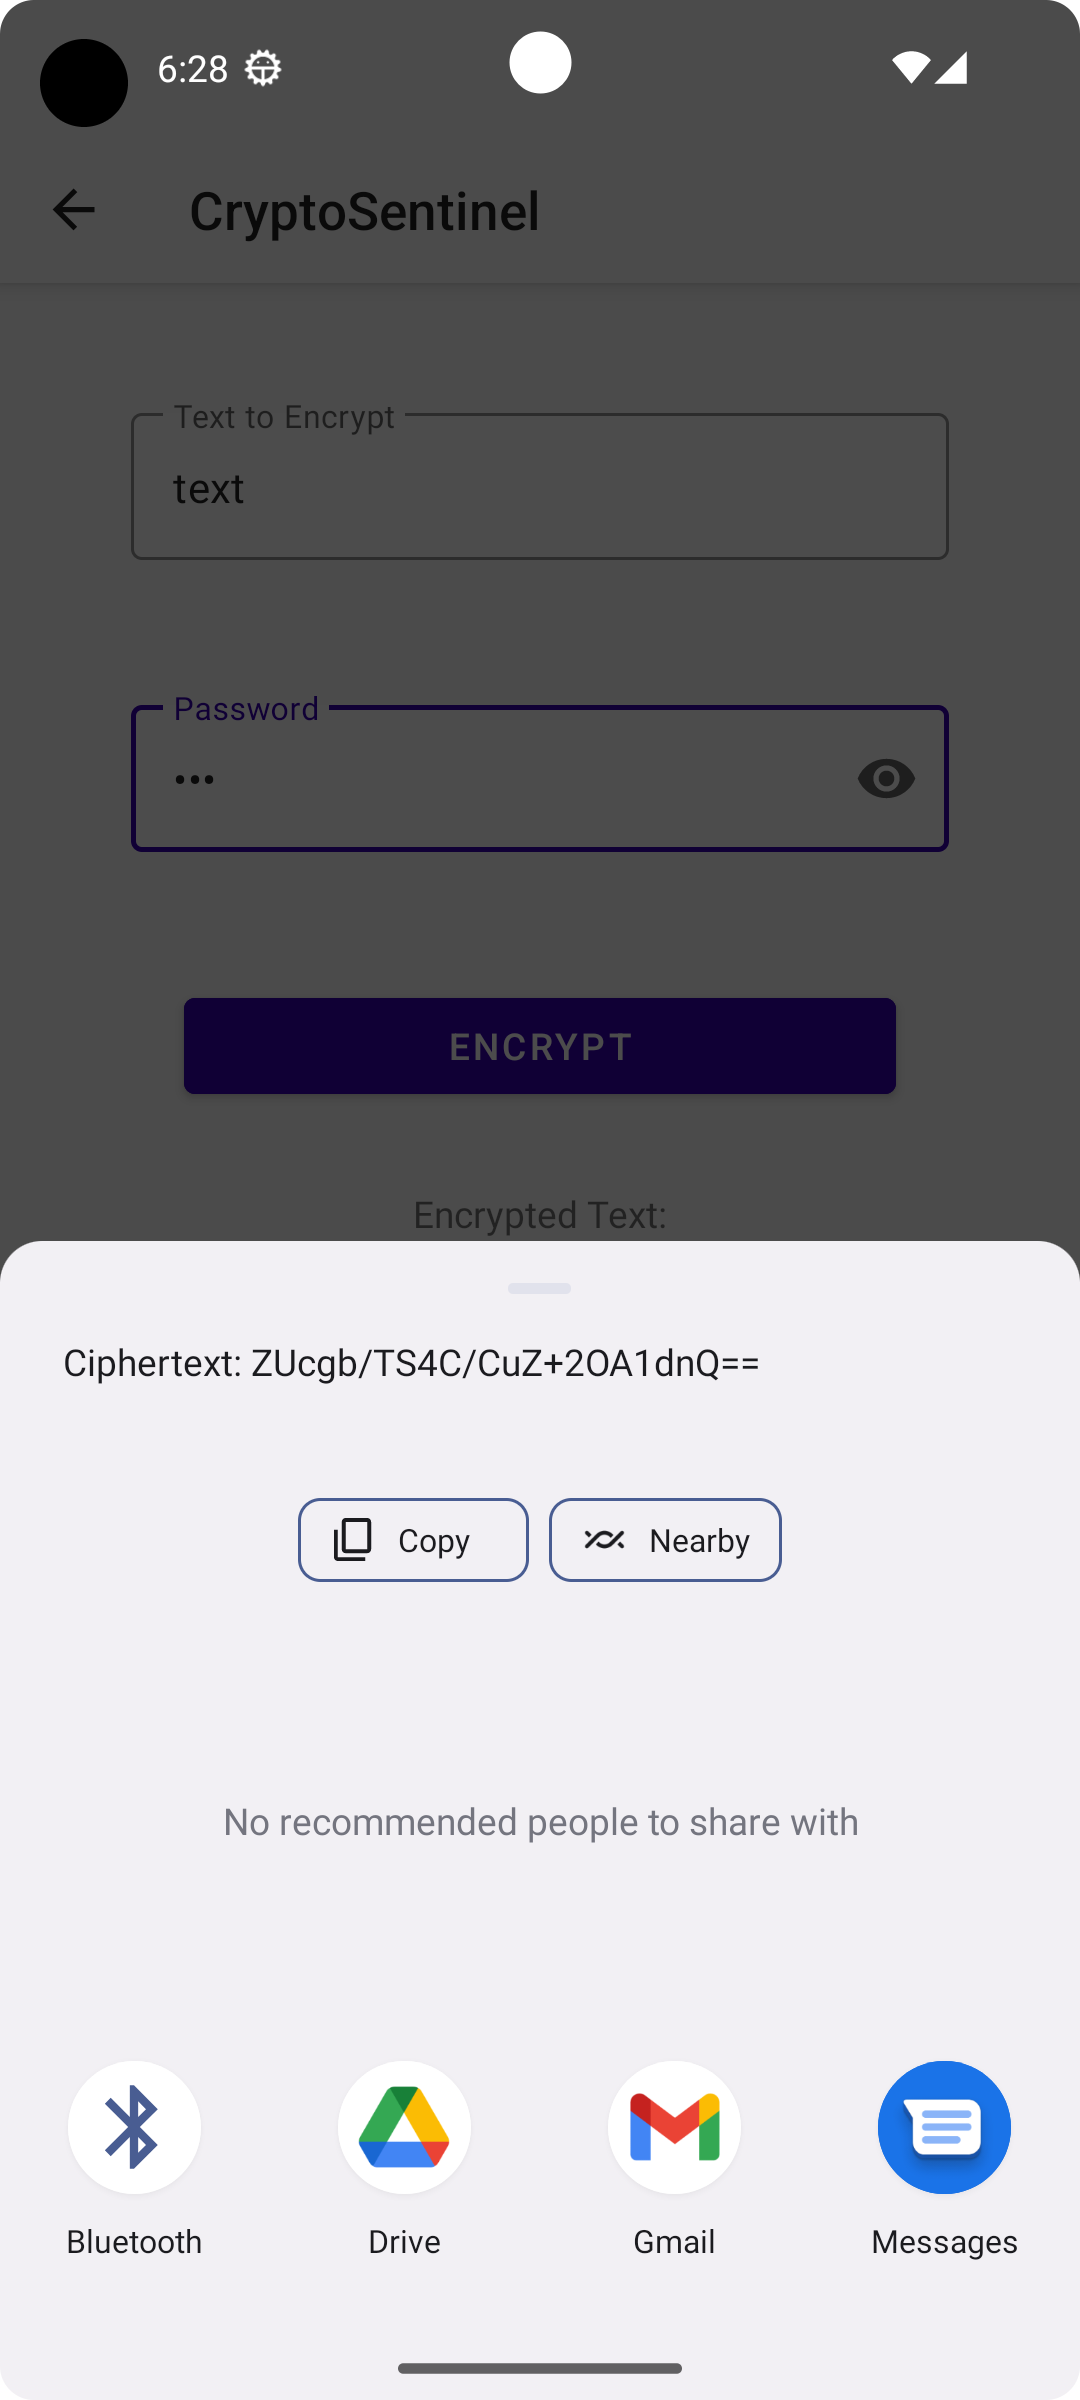 6:28
CryptoSentinel
Text to Encrypt
text
Password
•••
ENCRYPT
Encrypted Text:
Ciphertext: ZUcgb/TS4C/CuZ+2OA1dnQ==
Copy
Nearby
No recommended people to share with
Bluetooth
Drive
Gmail
Messages